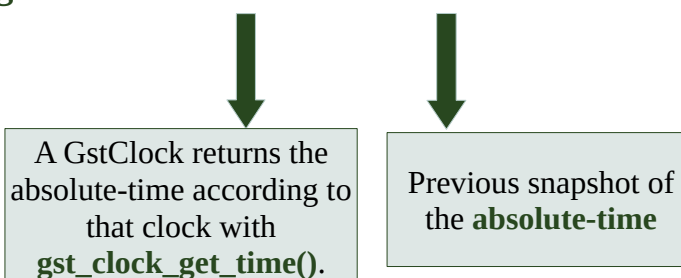 A GstClock returns the
absolute-time according to
that clock with
gst_clock_get_time().
Previous snapshot of
the absolute-time